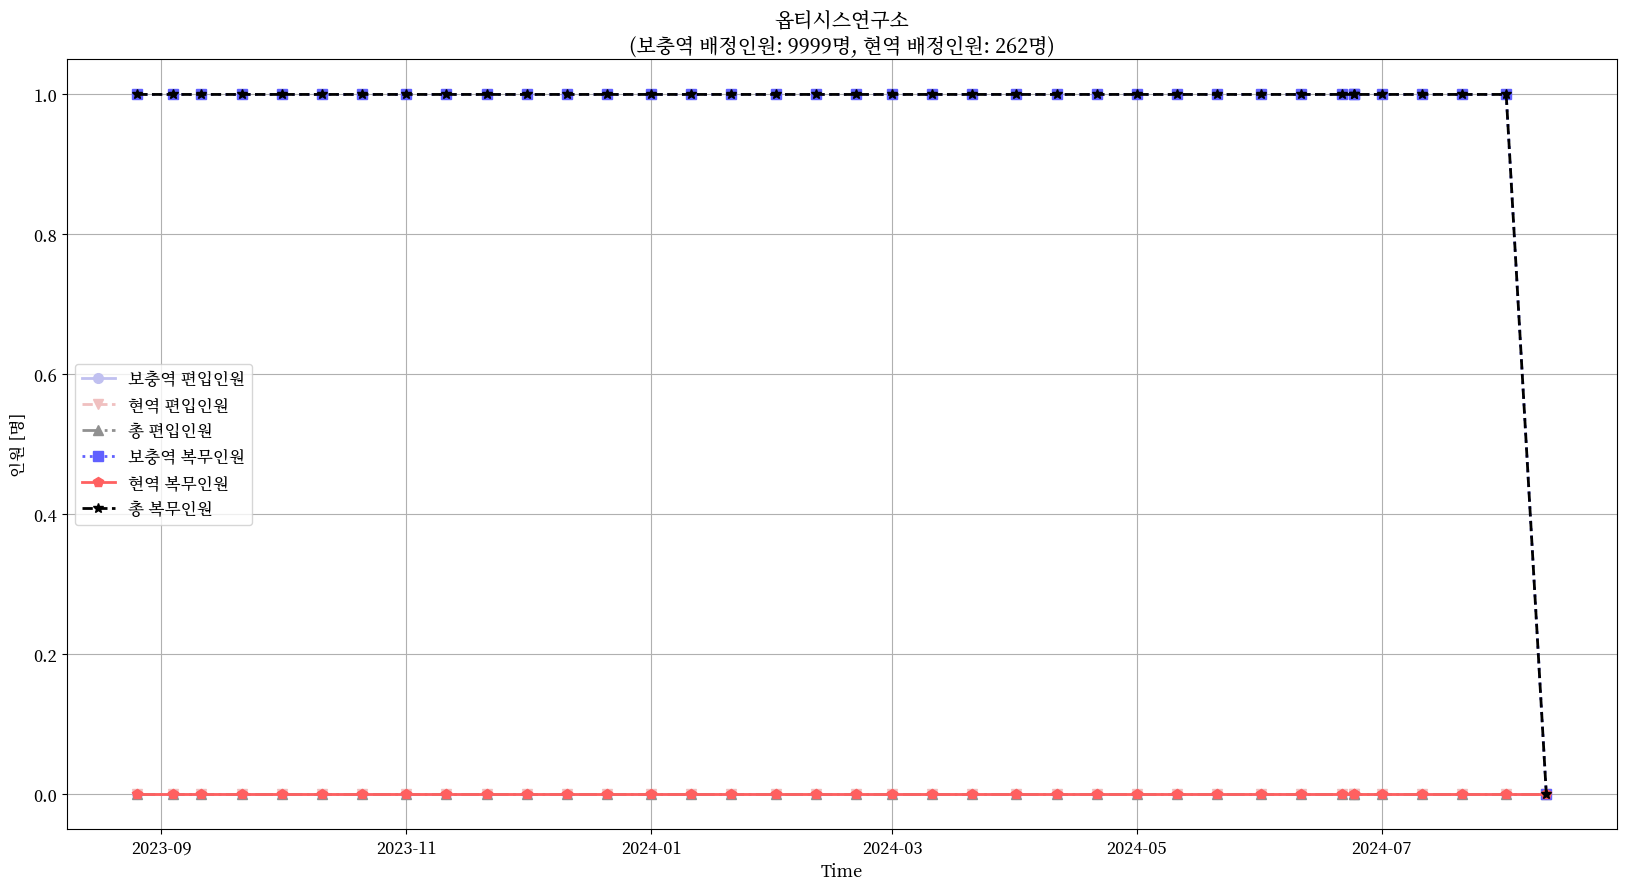 옵티시스연구소
(보충역 배정인원: 9999명, 현역 배정인원: 262명)
1.0
0.8
0.6
0.4
0.2
0.0
인원 [명]
보충역 편입인원
현역 편입인원
총 편입인원
보충역 복무인원
현역 복무인원
총 복무인원
2023-09 2023-11 2024-01 2024-03 2024-05 2024-07
Time